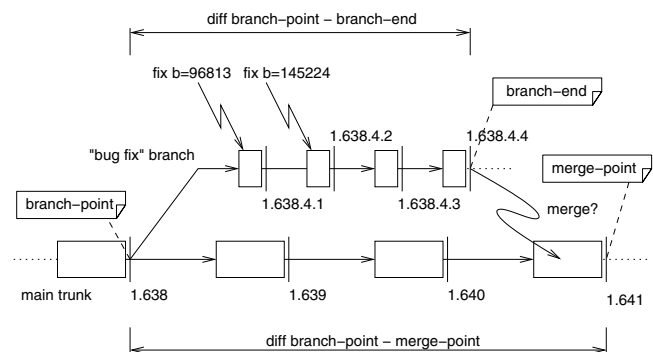 diff branch–point – branch–end
fix b=96813 fix b=145224
branch–end
1.638.4.2 1.638.4.4
"bug fix" branch
merge–point
branch–point
1.638.4.1 1.638.4.3
merge?
main trunk 1.638 1.639 1.640 1.641
diff branch–point – merge–point